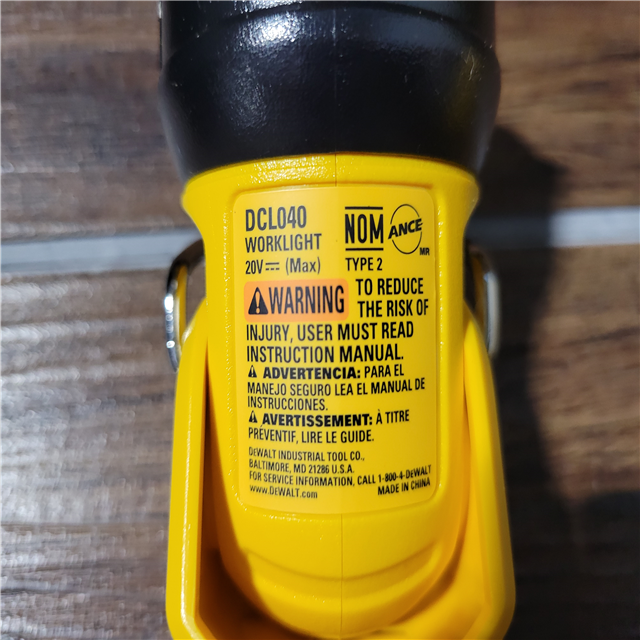 DCL040
WORKLIGHT
20V⎓ (Max)
NOM
ANCE
MR
TYPE 2
⚠WARNING TO REDUCE
THE RISK OF
INJURY, USER MUST READ
INSTRUCTION MANUAL.
⚠ ADVERTENCIA: PARA EL
MANEJO SEGURO LEA EL MANUAL DE
INSTRUCCIONES.
⚠ AVERTISSEMENT: À TITRE
PRÉVENTIF, LIRE LE GUIDE.
DEWALT INDUSTRIAL TOOL CO.,
BALTIMORE, MD 21286 U.S.A.
FOR SERVICE INFORMATION, CALL 1-800-4-DEWALT
www.DEWALT.com
MADE IN CHINA